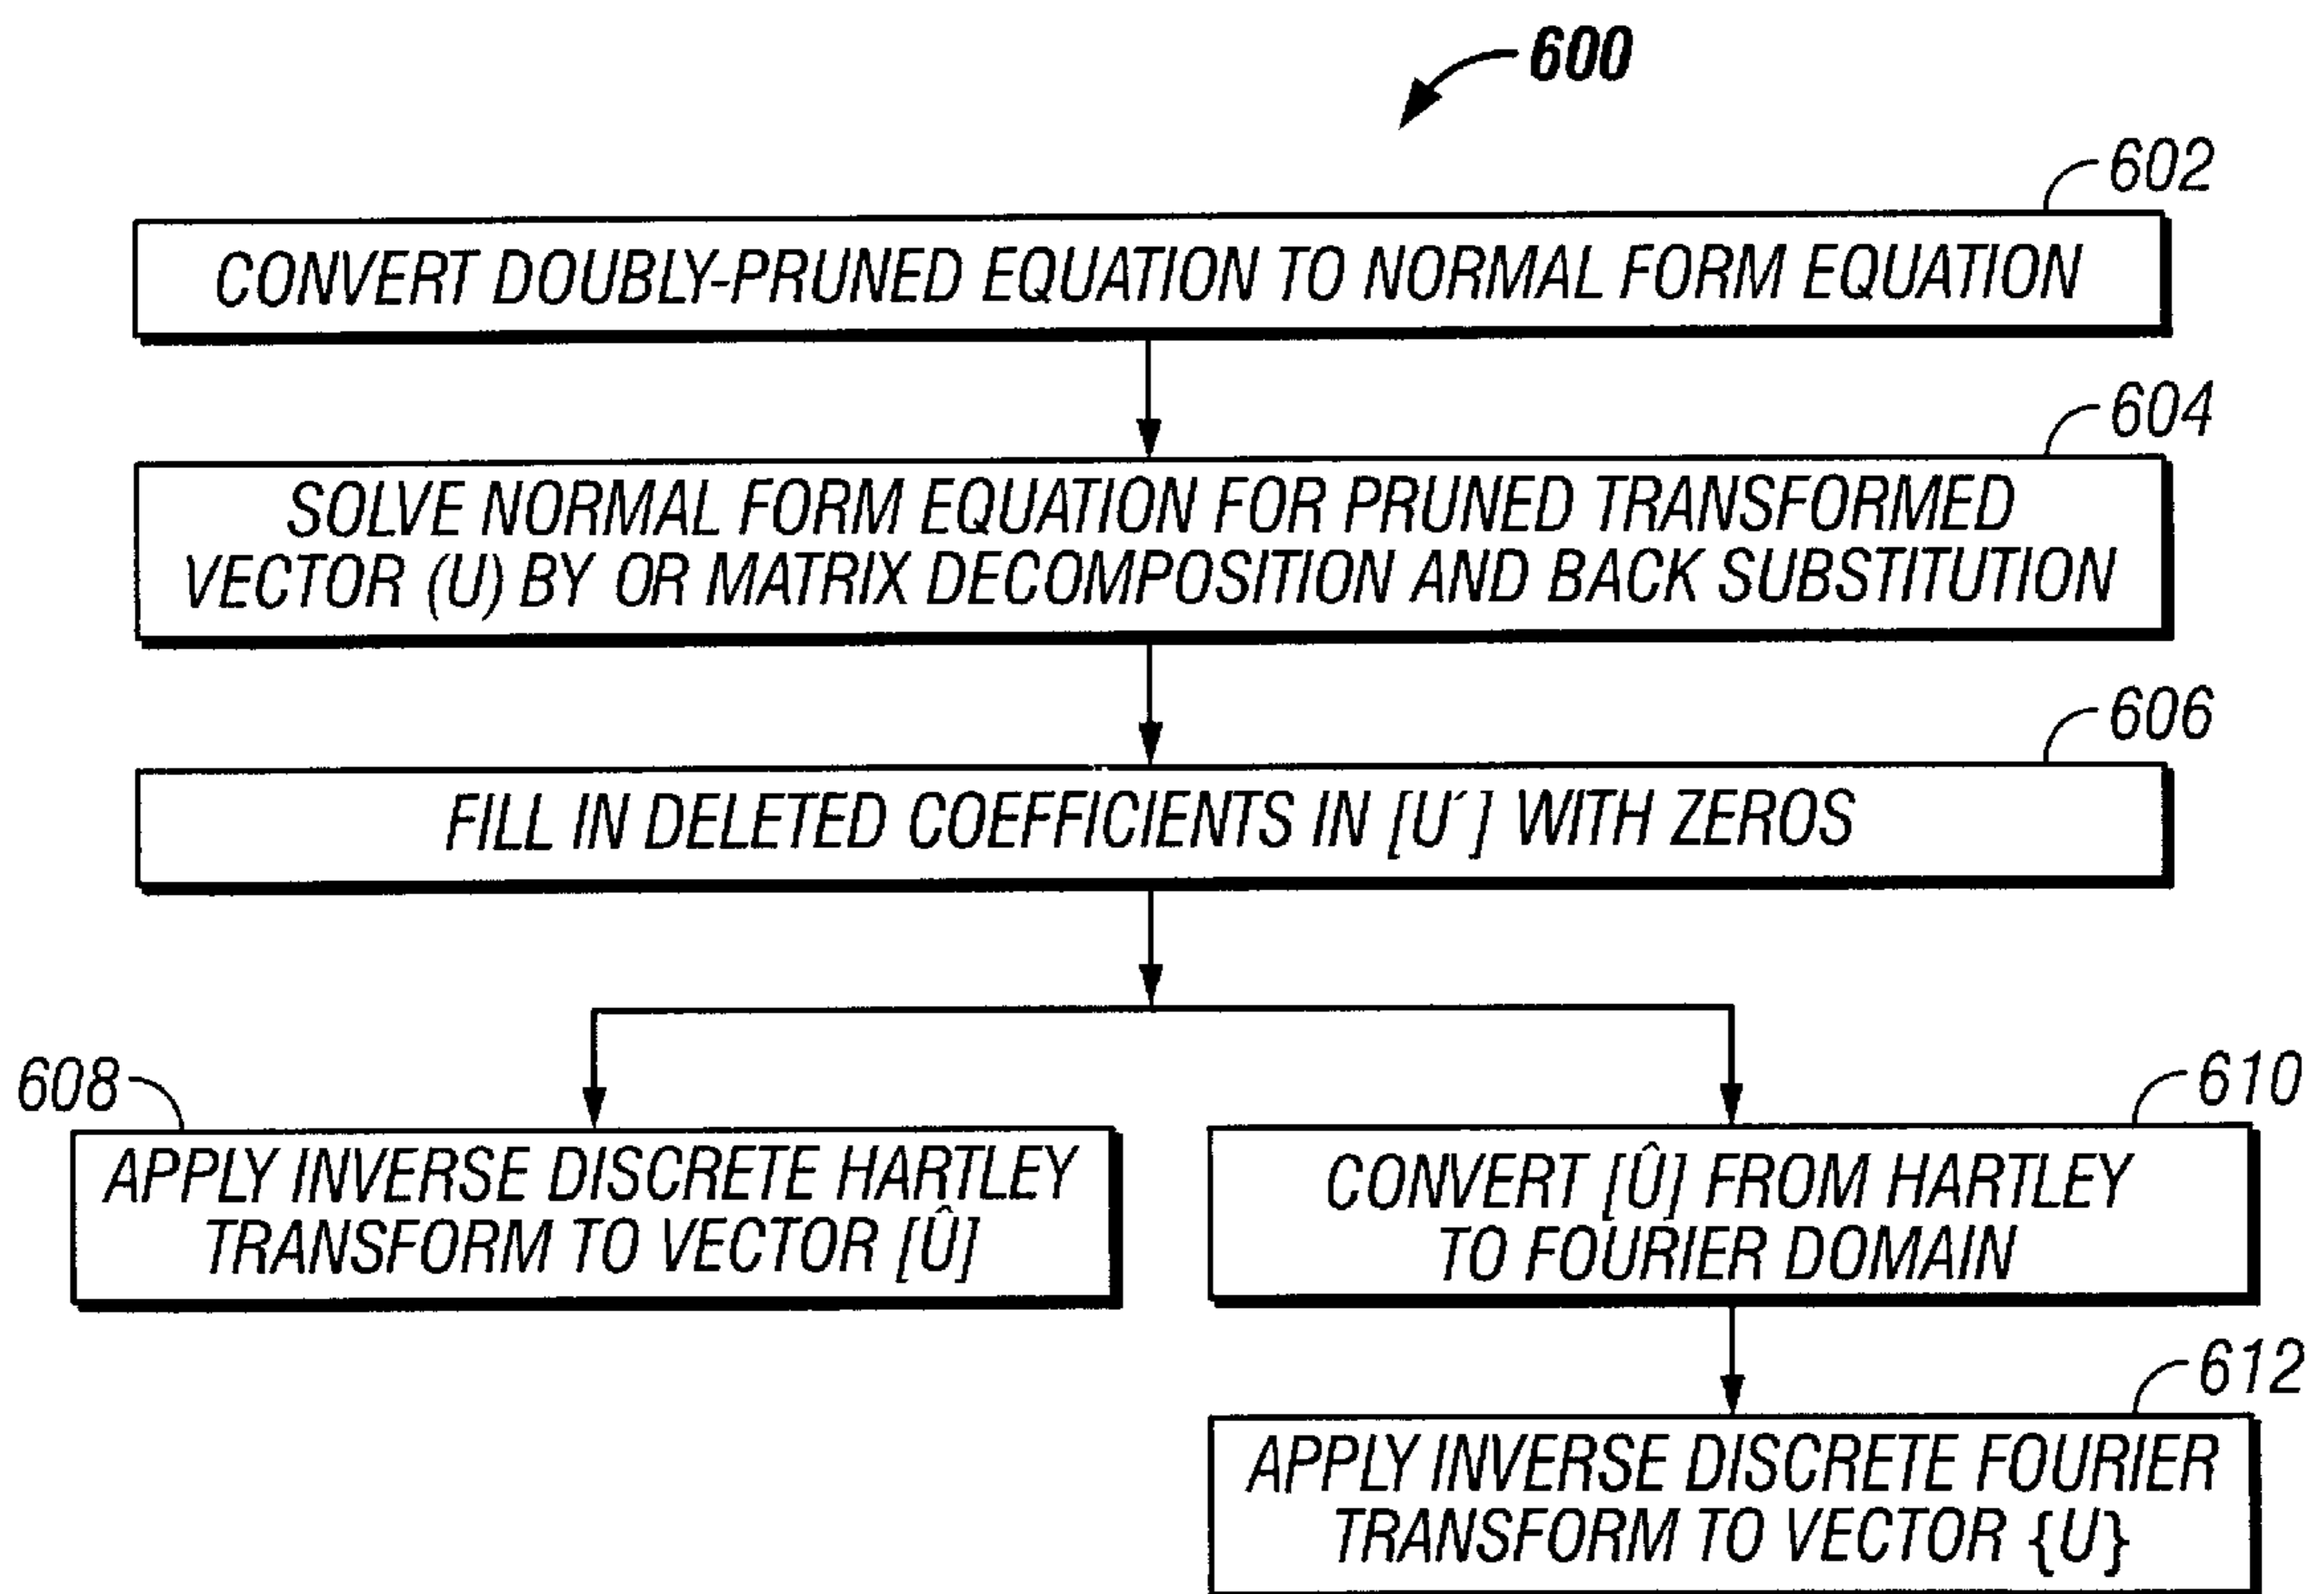 600
602
CONVERT DOUBLY-PRUNED EQUATION TO NORMAL FORM EQUATION
604
SOLVE NORMAL FORM EQUATION FOR PRUNED TRANSFORMED
VECTOR (U) BY OR MATRIX DECOMPOSITION AND BACK SUBSTITUTION
606
FILL IN DELETED COEFFICIENTS IN [U´] WITH ZEROS
608
APPLY INVERSE DISCRETE HARTLEY
TRANSFORM TO VECTOR [Û]
610
CONVERT [Û] FROM HARTLEY
TO FOURIER DOMAIN
612
APPLY INVERSE DISCRETE FOURIER
TRANSFORM TO VECTOR {U}